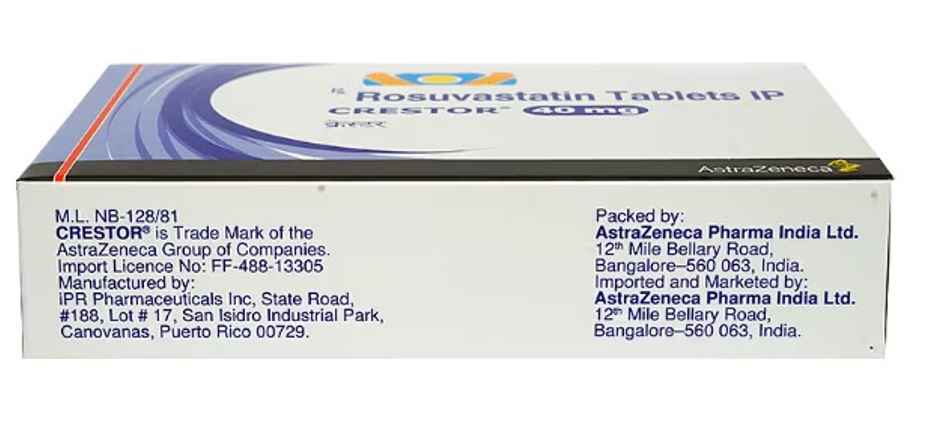 Rx Rosuvastatin Tablets IP
CRESTOR™ 40 mg
क्रेस्टर
AstraZeneca
M.L. NB-128/81
CRESTOR® is Trade Mark of the
AstraZeneca Group of Companies.
Import Licence No: FF-488-13305
Manufactured by:
iPR Pharmaceuticals Inc, State Road,
#188, Lot # 17, San Isidro Industrial Park,
Canovanas, Puerto Rico 00729.
Packed by:
AstraZeneca Pharma India Ltd.
12th Mile Bellary Road,
Bangalore–560 063, India.
Imported and Marketed by:
AstraZeneca Pharma India Ltd.
12th Mile Bellary Road,
Bangalore–560 063, India.